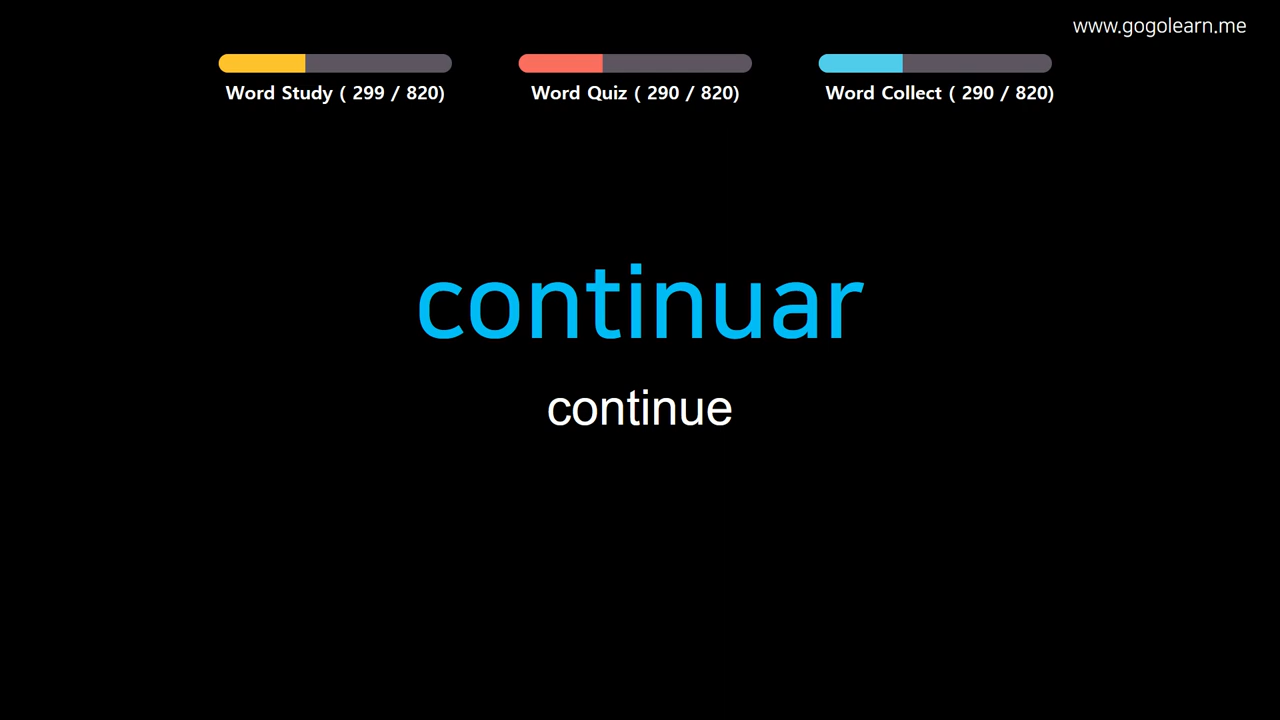 www.gogolearn.me
Word Study ( 299 / 820)
Word Quiz ( 290 / 820)
Word Collect ( 290 / 820)
continuar
continue